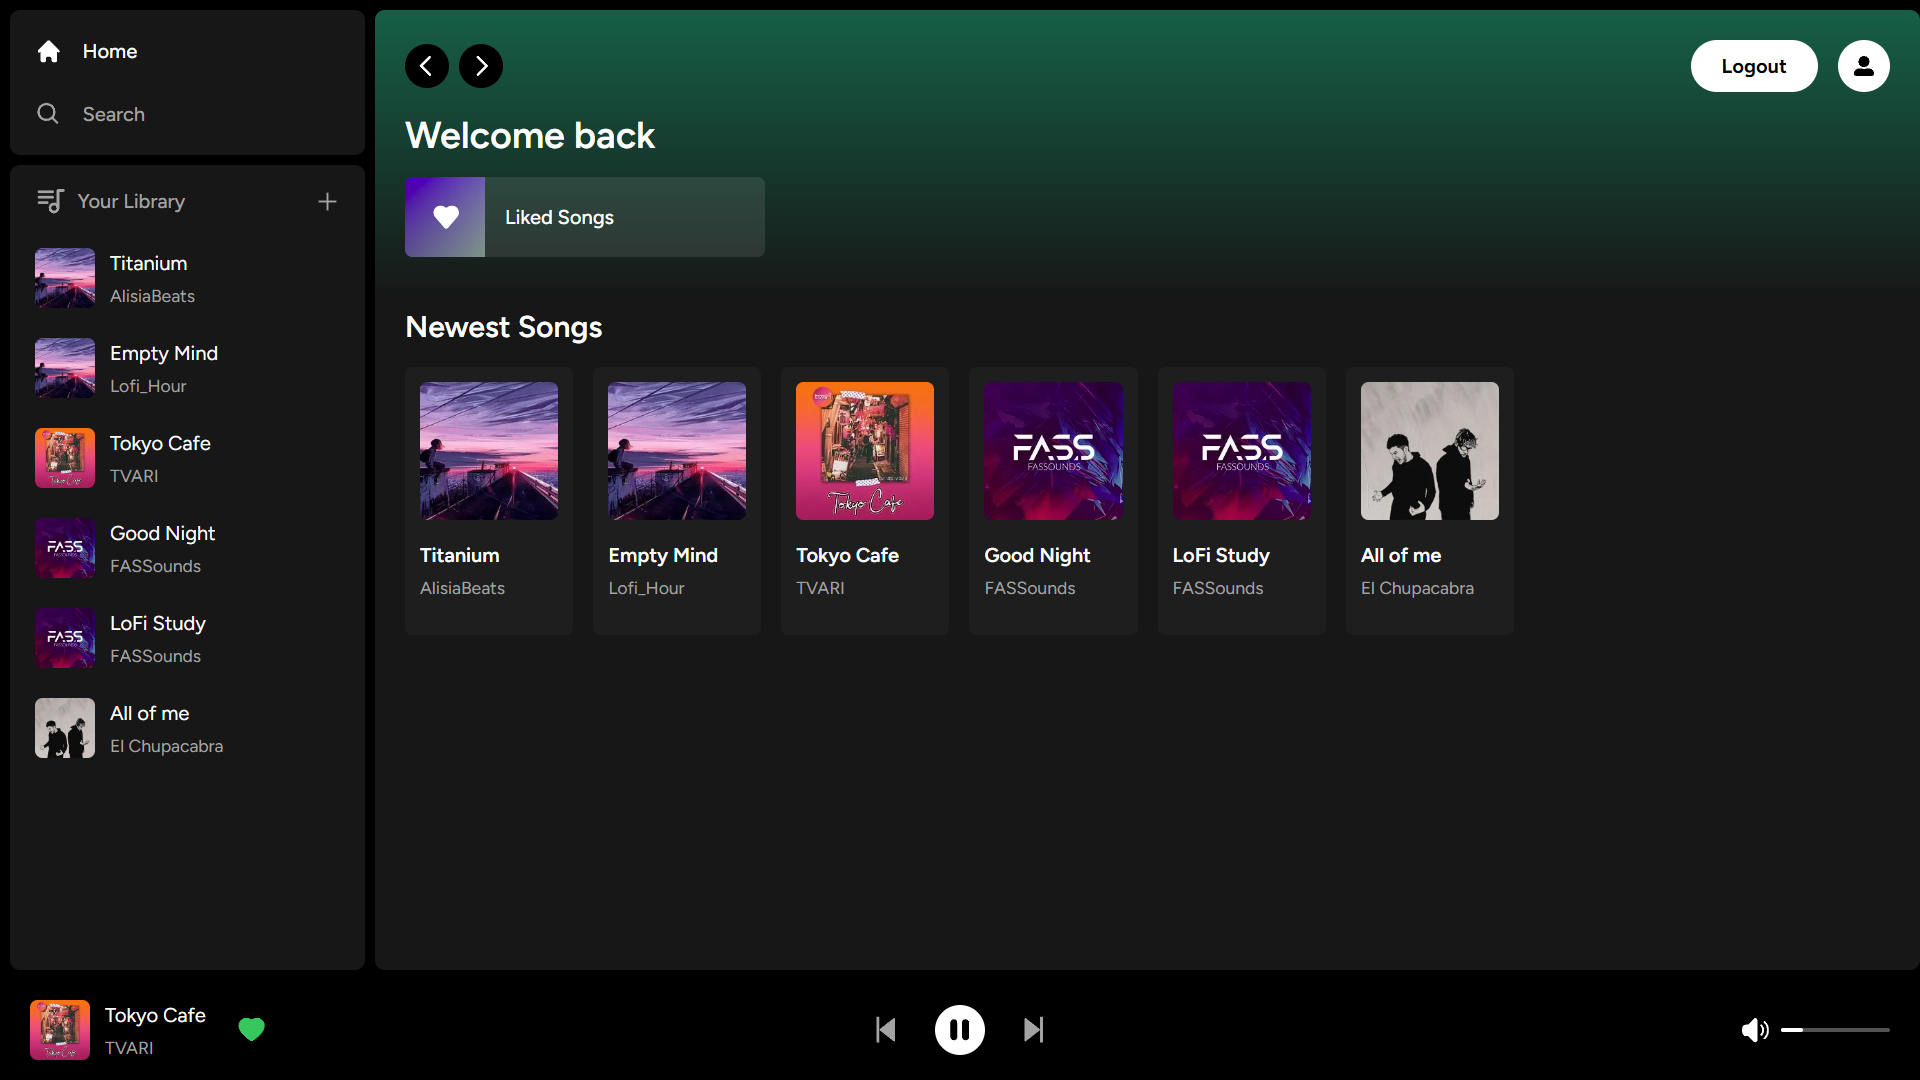 Home
Search
Your Library
Titanium
AlisiaBeats
Empty Mind
Lofi_Hour
Tokyo Cafe
TVARI
Good Night
FASSounds
LoFi Study
FASSounds
All of me
El Chupacabra
Logout
Welcome back
Liked Songs
Newest Songs
Titanium
AlisiaBeats
Empty Mind
Lofi_Hour
Tokyo Cafe
Tokyo Cafe
TVARI
FASS
FASSOUNDS
Good Night
FASSounds
FASS
FASSOUNDS
LoFi Study
FASSounds
All of me
El Chupacabra
Tokyo Cafe
TVARI